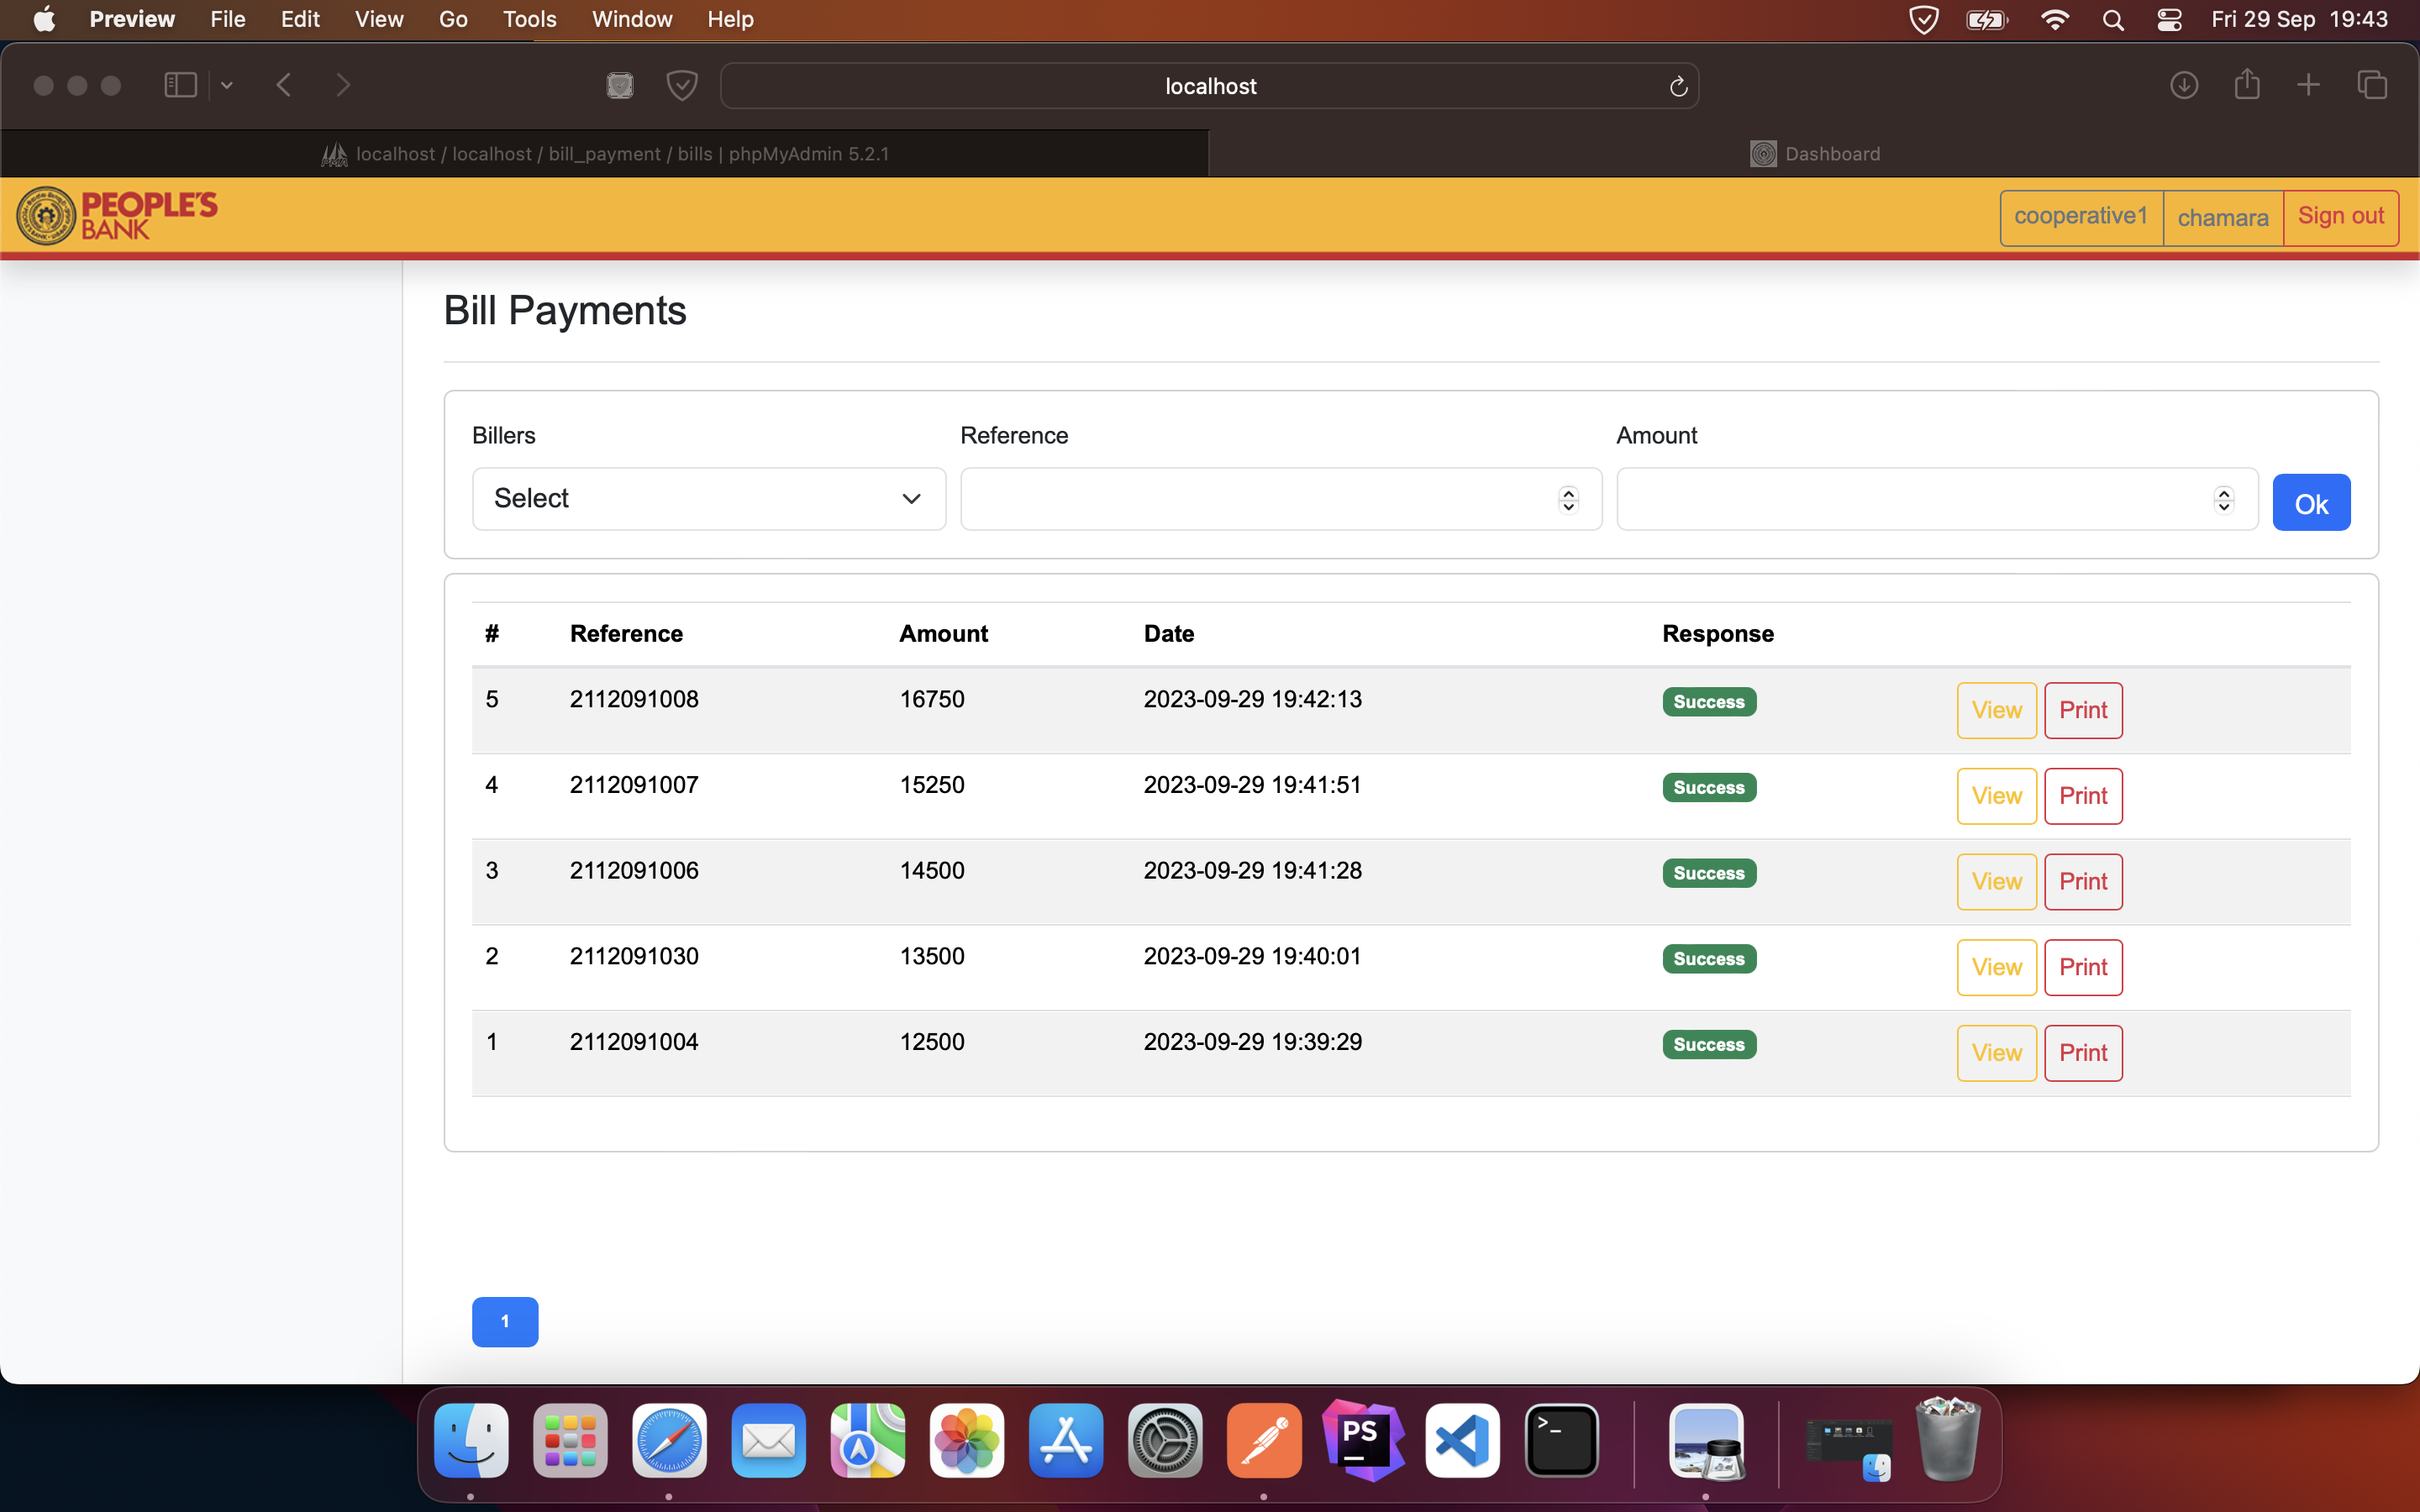 Preview File Edit View Go Tools Window Help Fri 29 Sep 19:43
localhost
localhost / localhost / bill_payment / bills | phpMyAdmin 5.2.1 Dashboard
PEOPLE'S
BANK
cooperative1 chamara Sign out
Bill Payments
Billers Reference Amount
Select Ok
# Reference Amount Date Response
5 2112091008 16750 2023-09-29 19:42:13 Success View Print
4 2112091007 15250 2023-09-29 19:41:51 Success View Print
3 2112091006 14500 2023-09-29 19:41:28 Success View Print
2 2112091030 13500 2023-09-29 19:40:01 Success View Print
1 2112091004 12500 2023-09-29 19:39:29 Success View Print
1
PS
>_